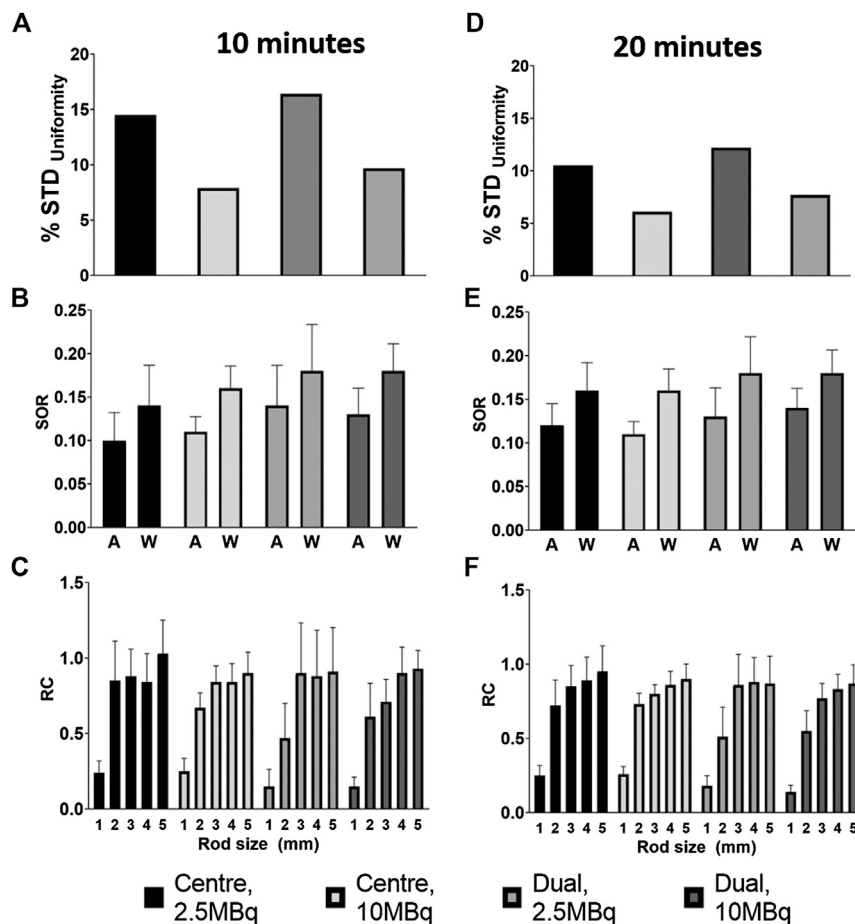 A
10 minutes
% STD Uniformity
20
15
10
5
0
B
SOR
0.25
0.20
0.15
0.10
0.05
0.00
A W A W A W A W
C
RC
1.5
1.0
0.5
0.0
1 2 3 4 5 1 2 3 4 5 1 2 3 4 5 1 2 3 4 5
Rod size (mm)
D
20 minutes
% STD Uniformity
20
15
10
5
0
E
SOR
0.25
0.20
0.15
0.10
0.05
0.00
A W A W A W A W
F
RC
1.5
1.0
0.5
0.0
1 2 3 4 5 1 2 3 4 5 1 2 3 4 5 1 2 3 4 5
Rod size (mm)
Centre,
2.5MBq
Centre,
10MBq
Dual,
2.5MBq
Dual,
10MBq